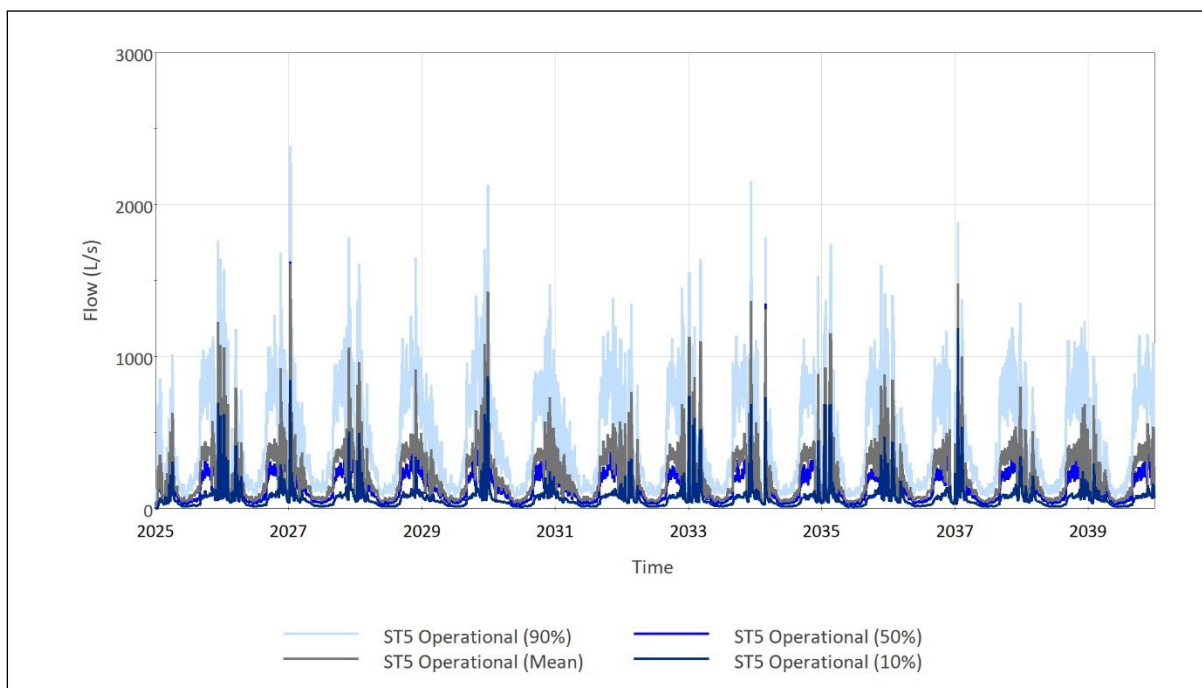 3000
2000
1000
0
Flow (L/s)
2025 2027 2029 2031 2033 2035 2037 2039
Time
ST5 Operational (90%) ST5 Operational (50%)
ST5 Operational (Mean) ST5 Operational (10%)